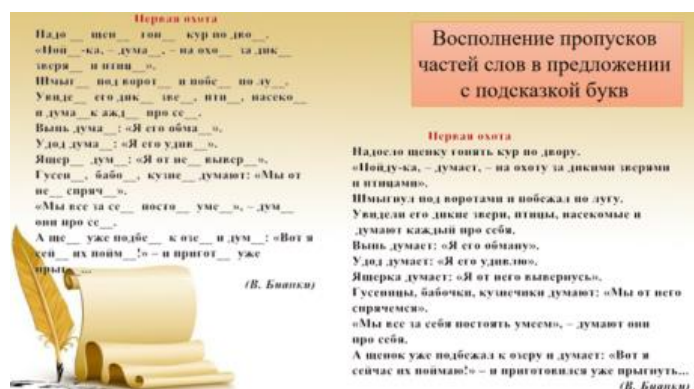 Первая охота
Надо__ щен__ гон__ кур по дво__.
«Пой__-ка, – дума__, – на охо__ за дик__
зверя__ и птиц__».
Шмыг__ под ворот__ и побе__ по лу__.
Увиде__ его дик__ зве__, пти__, насеко__
и дума__ к ажд__ про се__.
Выпь дума__: «Я его обма__».
Удод дума__: «Я его удив__».
Ящер__ дум__: «Я от не__ вывер__».
Гусен__, бабо__, кузне__ думают: «Мы от
не__ спряч__».
«Мы все за се__ посто__ уме__», – дум__
они про се__.
А ще__ уже подбе__ к озе__ и дум__: «Вот я
сей__ их пойм__!» – и пригот__ уже
прыг__...
(В. Бианки)
Восполнение пропусков
частей слов в предложении
с подсказкой букв
Первая охота
Надоело щенку гонять кур по двору.
«Пойду-ка, – думает, – на охоту за дикими зверями
и птицами».
Шмыгнул под воротами и побежал по лугу.
Увидели его дикие звери, птицы, насекомые и
думают каждый про себя.
Выпь думает: «Я его обману».
Удод думает: «Я его удивлю».
Ящерка думает: «Я от него вывернусь».
Гусеницы, бабочки, кузнечики думают: «Мы от него
спрячемся».
«Мы все за себя постоять умеем», – думают они
про себя.
А щенок уже подбежал к озеру и думает: «Вот я
сейчас их поймаю!» – и приготовился уже прыгнуть...
(В. Бианки)